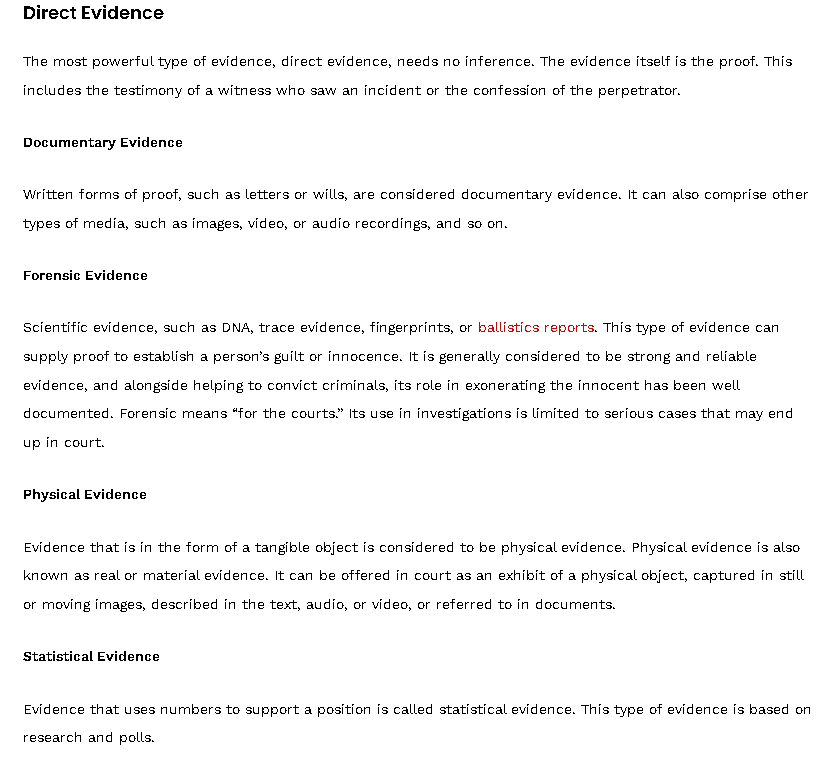 Direct Evidence
The most powerful type of evidence, direct evidence, needs no inference. The evidence itself is the proof. This
includes the testimony of a witness who saw an incident or the confession of the perpetrator.
Documentary Evidence
Written forms of proof, such as letters or wills, are considered documentary evidence. It can also comprise other
types of media, such as images, video, or audio recordings, and so on.
Forensic Evidence
Scientific evidence, such as DNA, trace evidence, fingerprints, or ballistics reports. This type of evidence can
supply proof to establish a person’s guilt or innocence. It is generally considered to be strong and reliable
evidence, and alongside helping to convict criminals, its role in exonerating the innocent has been well
documented. Forensic means “for the courts.” Its use in investigations is limited to serious cases that may end
up in court.
Physical Evidence
Evidence that is in the form of a tangible object is considered to be physical evidence. Physical evidence is also
known as real or material evidence. It can be offered in court as an exhibit of a physical object, captured in still
or moving images, described in the text, audio, or video, or referred to in documents.
Statistical Evidence
Evidence that uses numbers to support a position is called statistical evidence. This type of evidence is based on
research and polls.